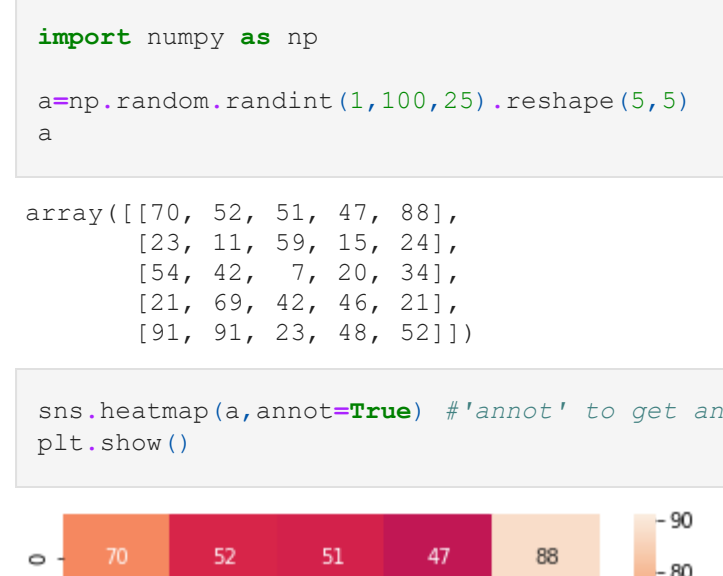 import numpy as np
a=np.random.randint(1,100,25).reshape(5,5)
a
array([[70, 52, 51, 47, 88],
       [23, 11, 59, 15, 24],
       [54, 42,  7, 20, 34],
       [21, 69, 42, 46, 21],
       [91, 91, 23, 48, 52]])
sns.heatmap(a,annot=True) #'annot' to get an
plt.show()
90
0 70 52 51 47 88
80